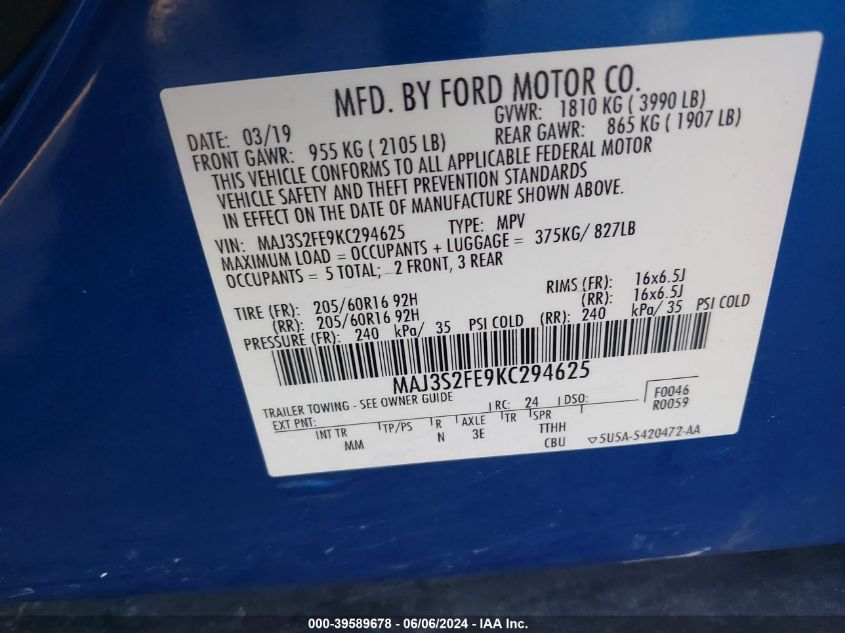 MFD. BY FORD MOTOR CO.
DATE: 03/19 GVWR: 1810 KG ( 3990 LB)
FRONT GAWR: 955 KG ( 2105 LB) REAR GAWR: 865 KG ( 1907 LB)
THIS VEHICLE CONFORMS TO ALL APPLICABLE FEDERAL MOTOR
VEHICLE SAFETY AND THEFT PREVENTION STANDARDS
IN EFFECT ON THE DATE OF MANUFACTURE SHOWN ABOVE.
VIN: MAJ3S2FE9KC294625 TYPE: MPV
MAXIMUM LOAD = OCCUPANTS + LUGGAGE = 375KG/ 827LB
OCCUPANTS = 5 TOTAL; 2 FRONT, 3 REAR
TIRE (FR): 205/60R16 92H RIMS (FR): 16x6.5J
(RR): 205/60R16 92H (RR): 16x6.5J
PRESSURE (FR): 240 kPa/ 35 PSI COLD (RR): 240 kPa/ 35 PSI COLD
MAJ3S2FE9KC294625
TRAILER TOWING - SEE OWNER GUIDE
EXT PNT: RC: 24 DSO: F0046
R0059
INT TR TP/PS R AXLE TR SPR
MM N 3E TTHH
CBU 5U5A-5420472-AA
000-39589678 - 06/06/2024 - IAA Inc.